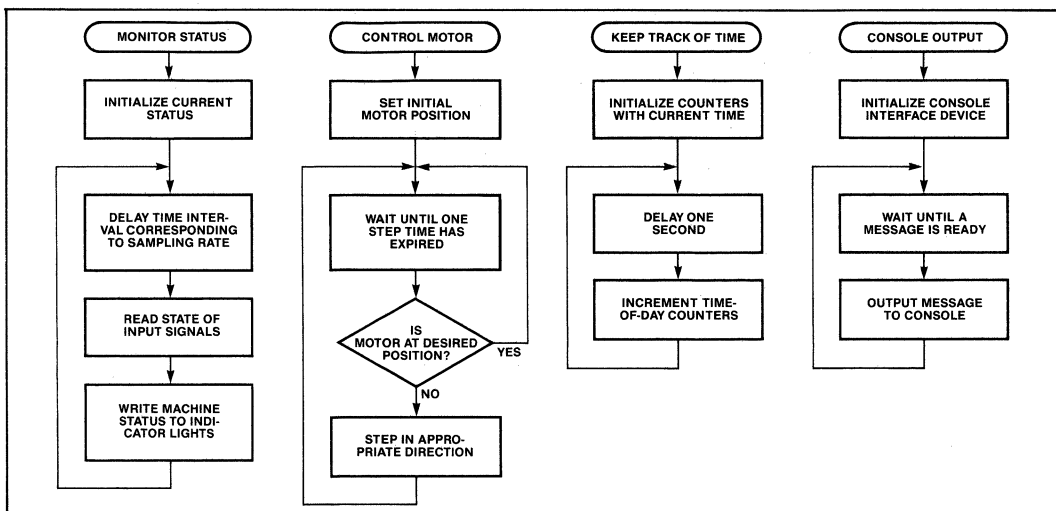 MONITOR STATUS
INITIALIZE CURRENT
STATUS
DELAY TIME INTER-
VAL CORRESPONDING
TO SAMPLING RATE
READ STATE OF
INPUT SIGNALS
WRITE MACHINE
STATUS TO INDI-
CATOR LIGHTS
CONTROL MOTOR
SET INITIAL
MOTOR POSITION
WAIT UNTIL ONE
STEP TIME HAS
EXPIRED
IS
MOTOR AT DESIRED
POSITION?
YES
NO
STEP IN APPRO-
PRIATE DIRECTION
KEEP TRACK OF TIME
INITIALIZE COUNTERS
WITH CURRENT TIME
DELAY ONE
SECOND
INCREMENT TIME-
OF-DAY COUNTERS
CONSOLE OUTPUT
INITIALIZE CONSOLE
INTERFACE DEVICE
WAIT UNTIL A
MESSAGE IS READY
OUTPUT MESSAGE
TO CONSOLE